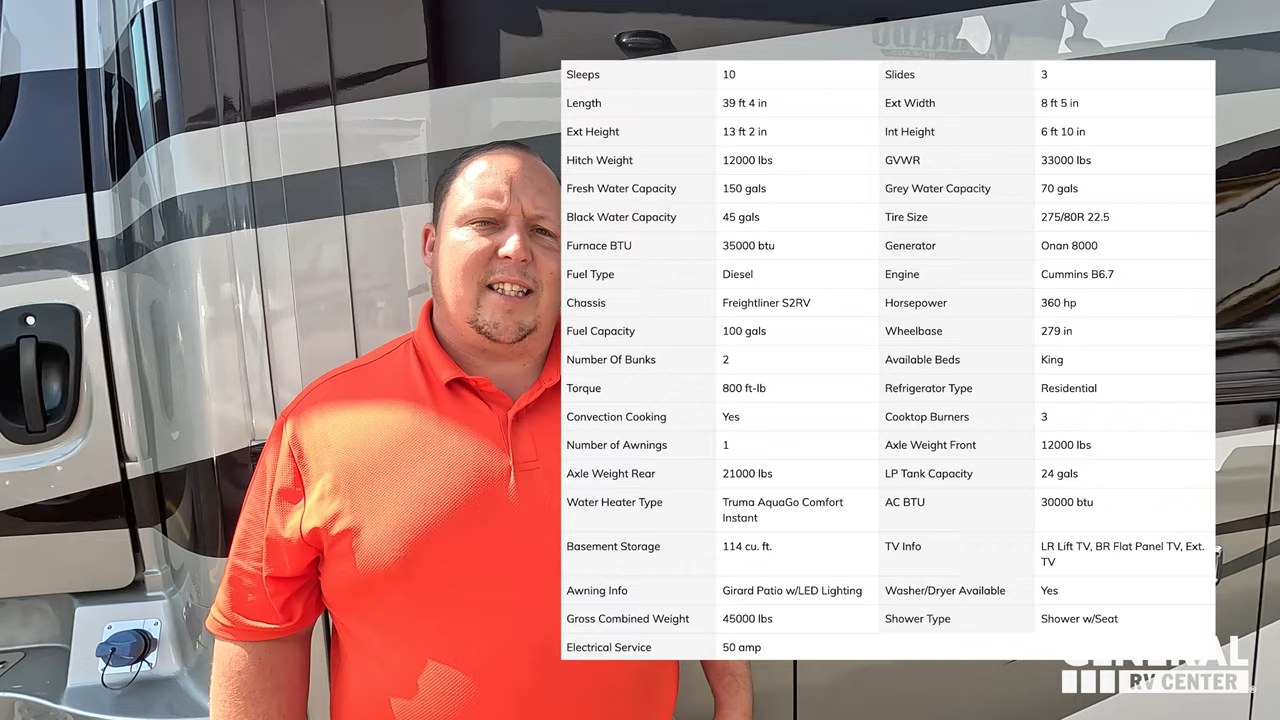 Sleeps 10 Slides 3
Length 39 ft 4 in Ext Width 8 ft 5 in
Ext Height 13 ft 2 in Int Height 6 ft 10 in
Hitch Weight 12000 lbs GVWR 33000 lbs
Fresh Water Capacity 150 gals Grey Water Capacity 70 gals
Black Water Capacity 45 gals Tire Size 275/80R 22.5
Furnace BTU 35000 btu Generator Onan 8000
Fuel Type Diesel Engine Cummins B6.7
Chassis Freightliner S2RV Horsepower 360 hp
Fuel Capacity 100 gals Wheelbase 279 in
Number Of Bunks 2 Available Beds King
Torque 800 ft-lb Refrigerator Type Residential
Convection Cooking Yes Cooktop Burners 3
Number of Awnings 1 Axle Weight Front 12000 lbs
Axle Weight Rear 21000 lbs LP Tank Capacity 24 gals
Water Heater Type Truma AquaGo Comfort AC BTU 30000 btu
Instant
Basement Storage 114 cu. ft. TV Info LR Lift TV, BR Flat Panel TV, Ext.
TV
Awning Info Girard Patio w/LED Lighting Washer/Dryer Available Yes
Gross Combined Weight 45000 lbs Shower Type Shower w/Seat
Electrical Service 50 amp
GENERAL
RV CENTER